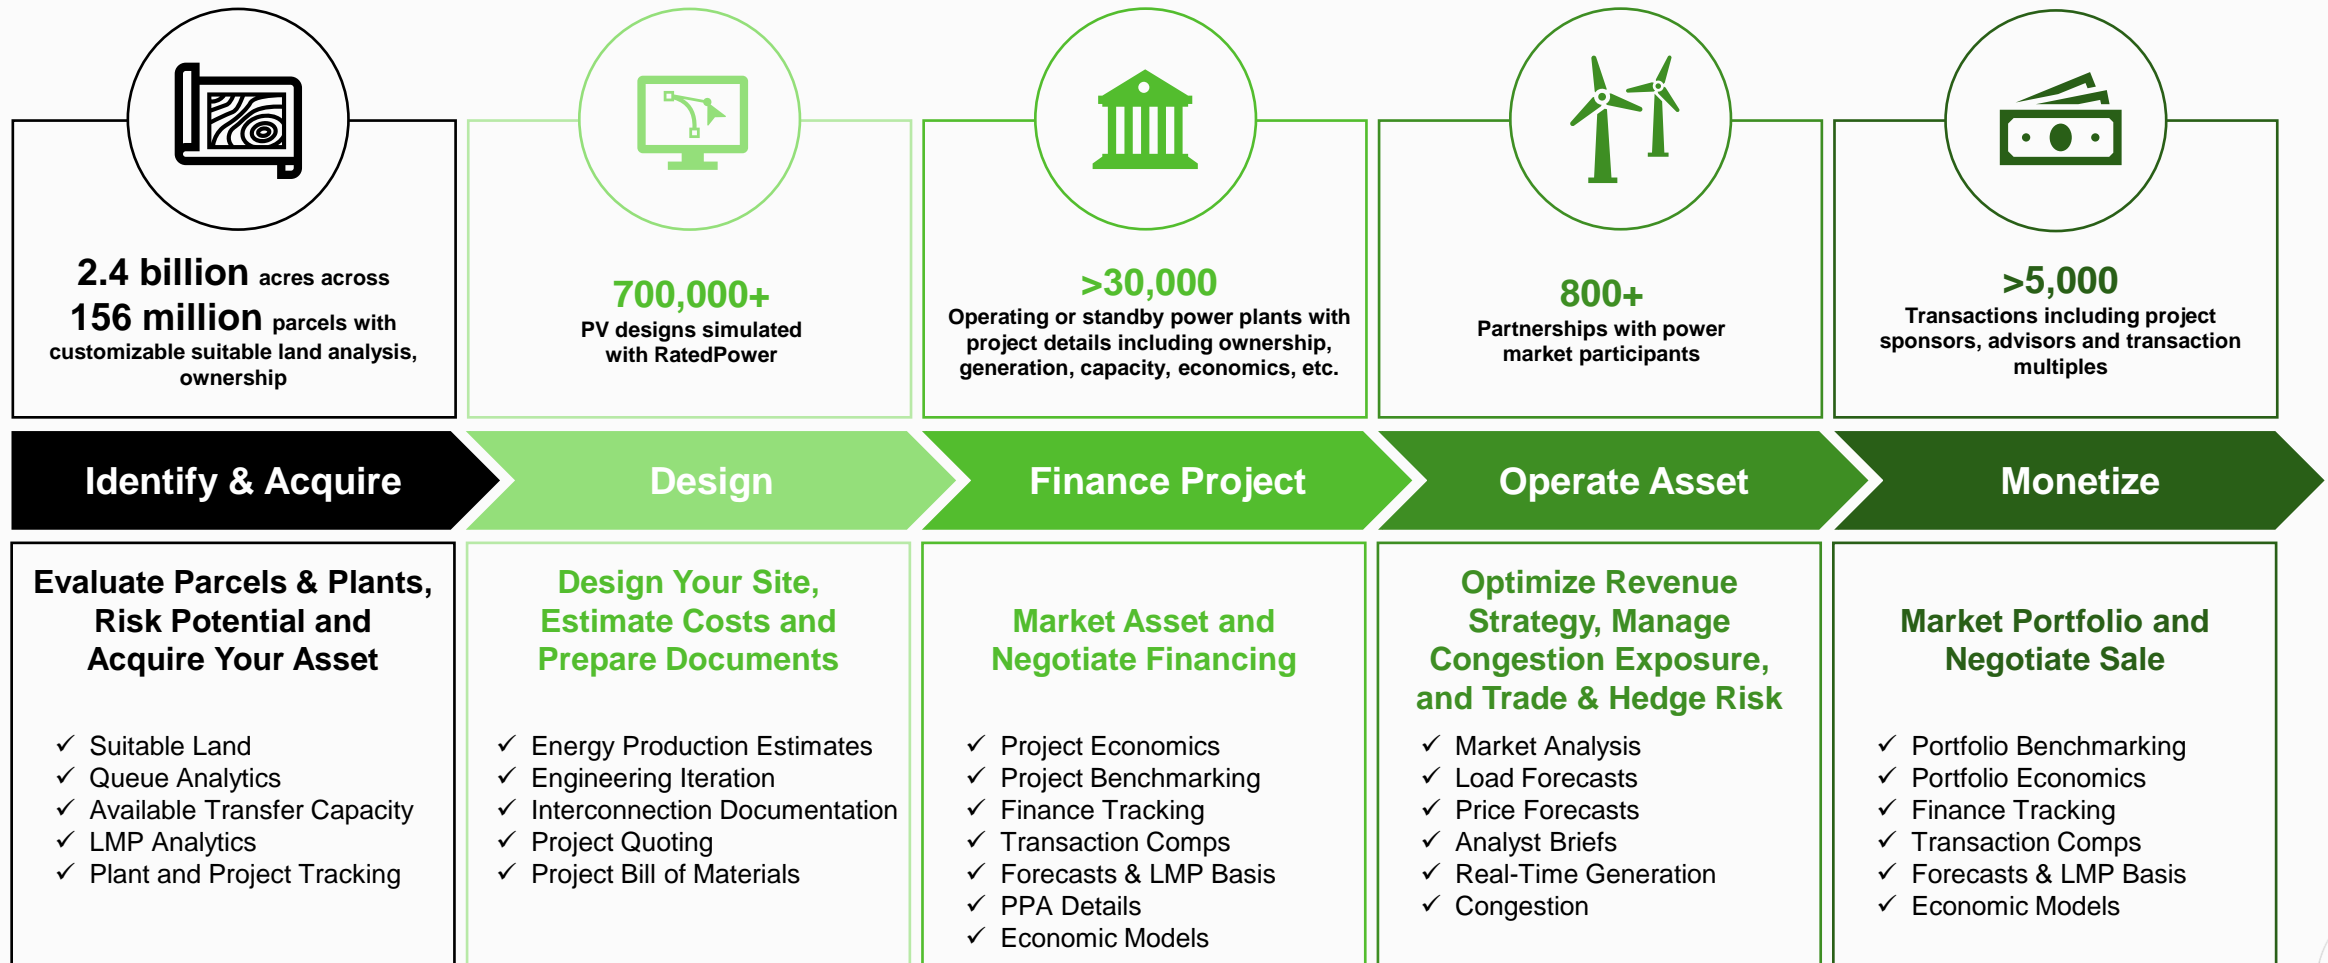 2.4 billion acres across
156 million parcels with
customizable suitable land analysis,
ownership
700,000+
PV designs simulated
with RatedPower
>30,000
Operating or standby power plants with
project details including ownership,
generation, capacity, economics, etc.
800+
Partnerships with power
market participants
>5,000
Transactions including project
sponsors, advisors and transaction
multiples
Identify & Acquire
Design
Finance Project
Operate Asset
Monetize
Evaluate Parcels & Plants,
Risk Potential and
Acquire Your Asset
✓ Suitable Land
✓ Queue Analytics
✓ Available Transfer Capacity
✓ LMP Analytics
✓ Plant and Project Tracking
Design Your Site,
Estimate Costs and
Prepare Documents
✓ Energy Production Estimates
✓ Engineering Iteration
✓ Interconnection Documentation
✓ Project Quoting
✓ Project Bill of Materials
Market Asset and
Negotiate Financing
✓ Project Economics
✓ Project Benchmarking
✓ Finance Tracking
✓ Transaction Comps
✓ Forecasts & LMP Basis
✓ PPA Details
✓ Economic Models
Optimize Revenue
Strategy, Manage
Congestion Exposure,
and Trade & Hedge Risk
✓ Market Analysis
✓ Load Forecasts
✓ Price Forecasts
✓ Analyst Briefs
✓ Real-Time Generation
✓ Congestion
Market Portfolio and
Negotiate Sale
✓ Portfolio Benchmarking
✓ Portfolio Economics
✓ Finance Tracking
✓ Transaction Comps
✓ Forecasts & LMP Basis
✓ Economic Models